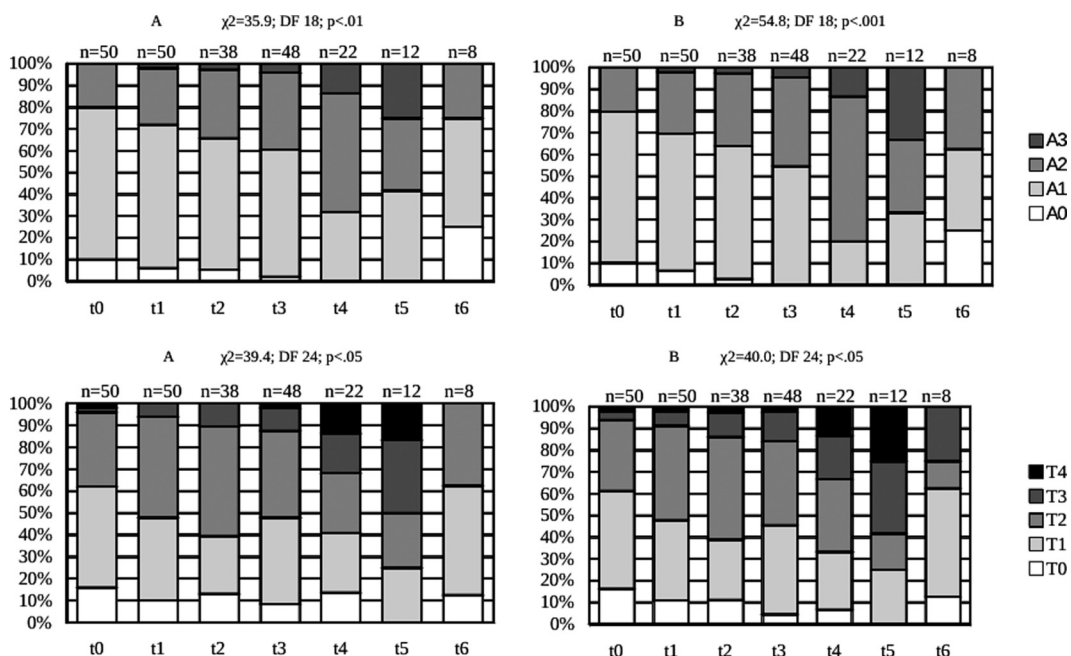 A χ2=35.9; DF 18; p<.01
n=50 n=50 n=38 n=48 n=22 n=12 n=8
100%
90%
80%
70%
60%
50%
40%
30%
20%
10%
0%
t0 t1 t2 t3 t4 t5 t6
B χ2=54.8; DF 18; p<.001
n=50 n=50 n=38 n=48 n=22 n=12 n=8
100%
90%
80%
70%
60%
50%
40%
30%
20%
10%
0%
t0 t1 t2 t3 t4 t5 t6
A3
A2
A1
A0
A χ2=39.4; DF 24; p<.05
n=50 n=50 n=38 n=48 n=22 n=12 n=8
100%
90%
80%
70%
60%
50%
40%
30%
20%
10%
0%
t0 t1 t2 t3 t4 t5 t6
B χ2=40.0; DF 24; p<.05
n=50 n=50 n=38 n=48 n=22 n=12 n=8
100%
90%
80%
70%
60%
50%
40%
30%
20%
10%
0%
t0 t1 t2 t3 t4 t5 t6
T4
T3
T2
T1
T0